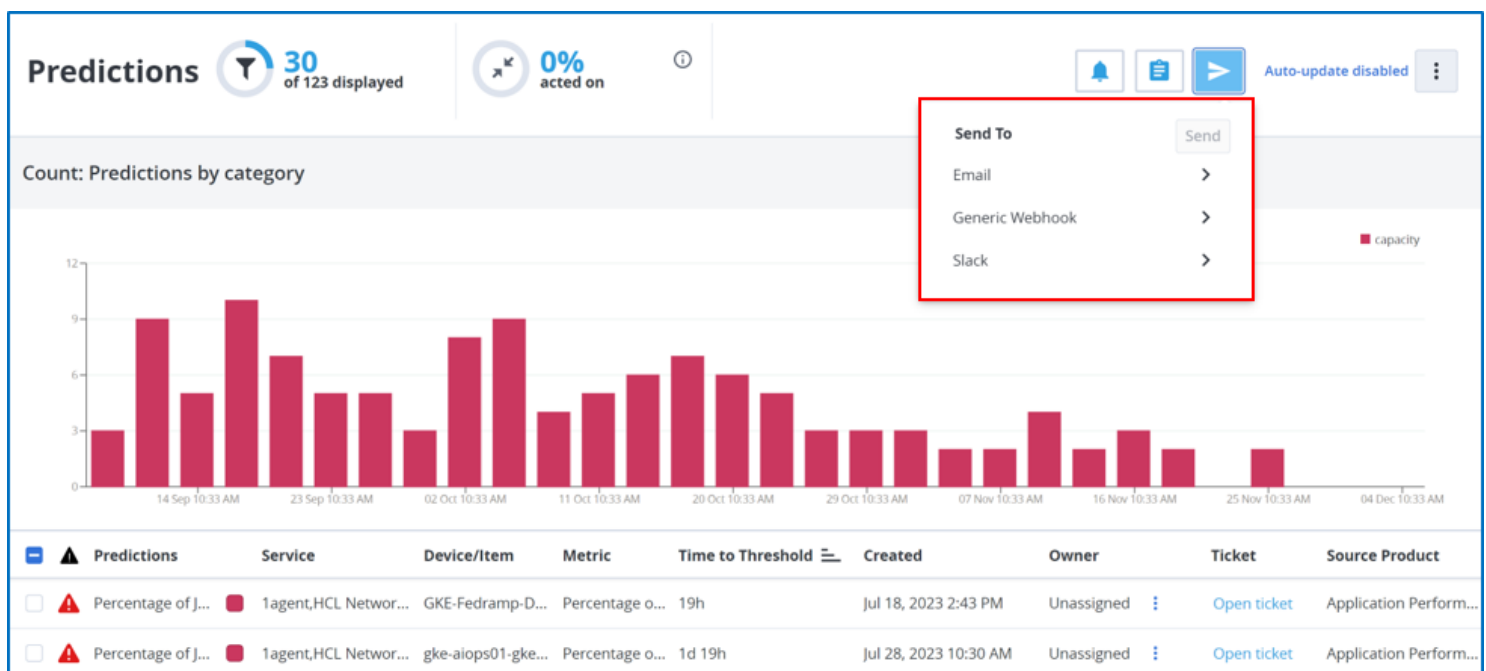 Predictions 30 of 123 displayed 0% acted on Auto-update disabled
Send To Send
Email
Generic Webhook
Slack
Count: Predictions by category
capacity
12
9
6
3
0
14 Sep 10:33 AM 23 Sep 10:33 AM 02 Oct 10:33 AM 11 Oct 10:33 AM 20 Oct 10:33 AM 29 Oct 10:33 AM 07 Nov 10:33 AM 16 Nov 10:33 AM 25 Nov 10:33 AM 04 Dec 10:33 AM
Predictions Service Device/Item Metric Time to Threshold Created Owner Ticket Source Product
Percentage of J... 1agent,HCL Networ... GKE-Fedramp-D... Percentage o... 19h Jul 18, 2023 2:43 PM Unassigned Open ticket Application Perform...
Percentage of J... 1agent,HCL Networ... gke-aiops01-gke... Percentage o... 1d 19h Jul 28, 2023 10:30 AM Unassigned Open ticket Application Perform...